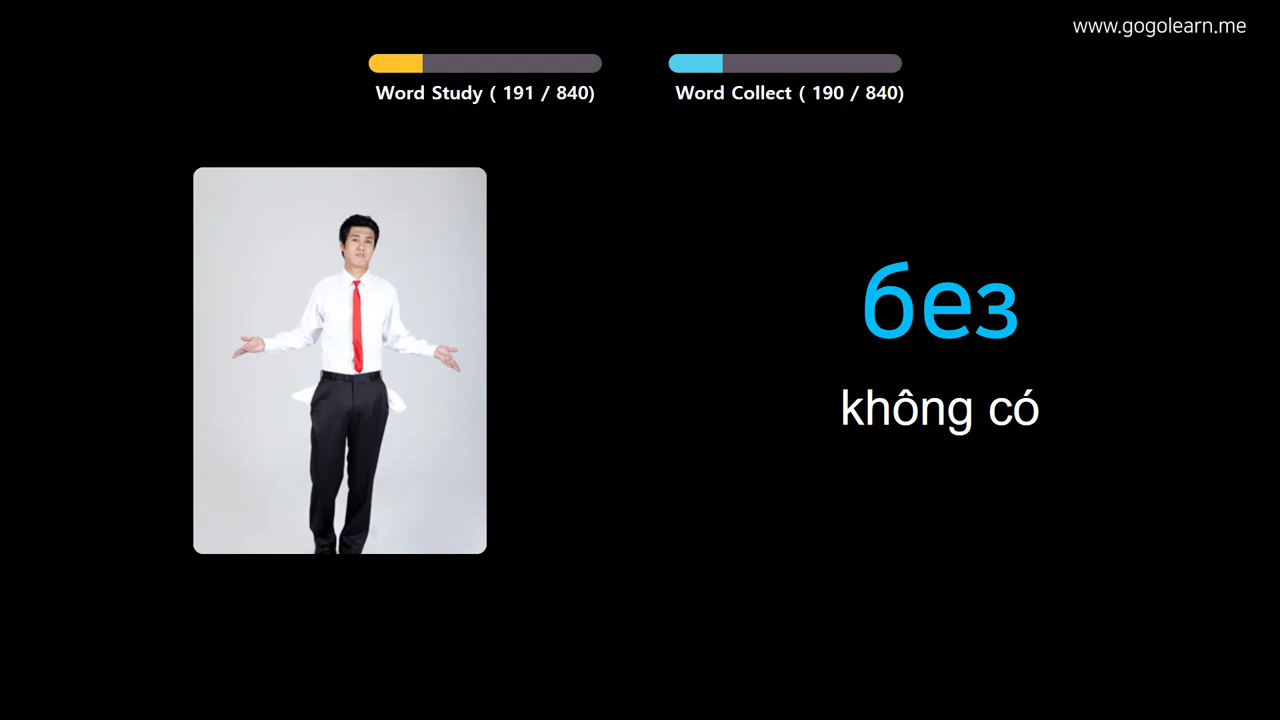 www.gogolearn.me
Word Study ( 191 / 840)
Word Collect ( 190 / 840)
без
không có